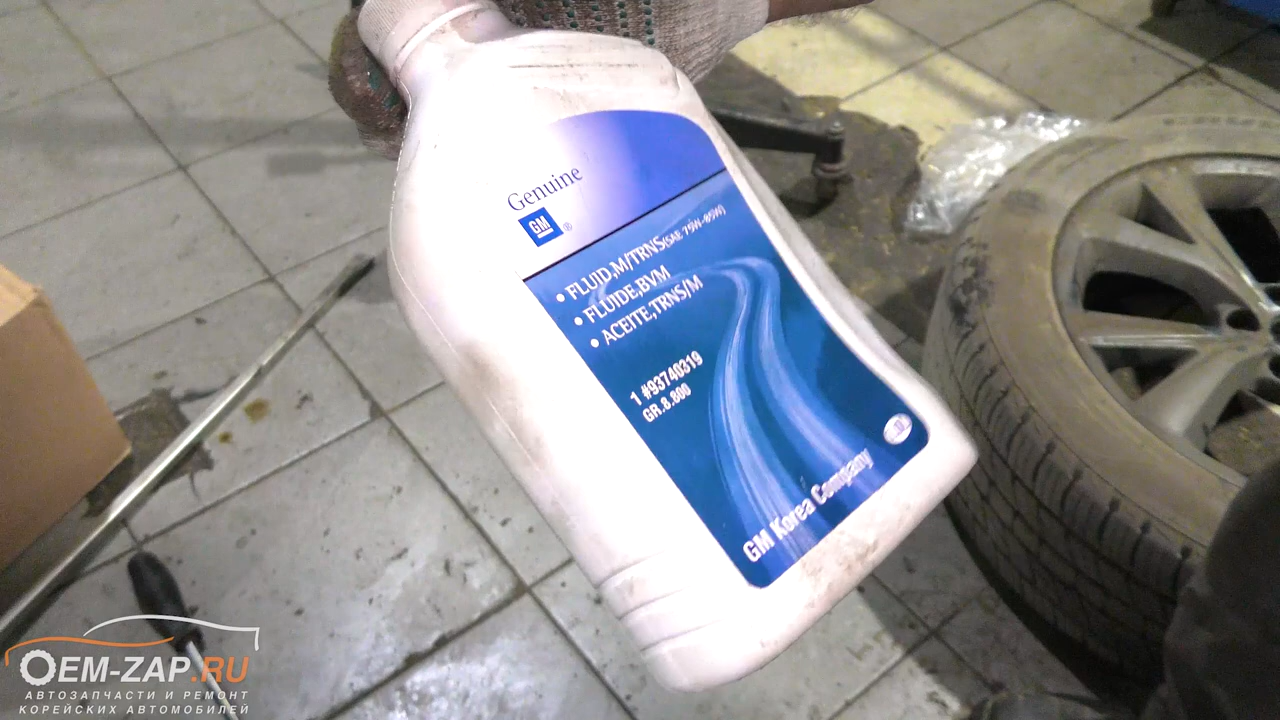 Genuine
GM ®
• FLUID,M/TRNS(SAE 75W-85W)
• FLUIDE,BVM
• ACEITE,TRNS/M
1 #93740319
GR.8.800
GM Korea Company
OEM-ZAP.RU
АВТОЗАПЧАСТИ И РЕМОНТ
КОРЕЙСКИХ АВТОМОБИЛЕЙ